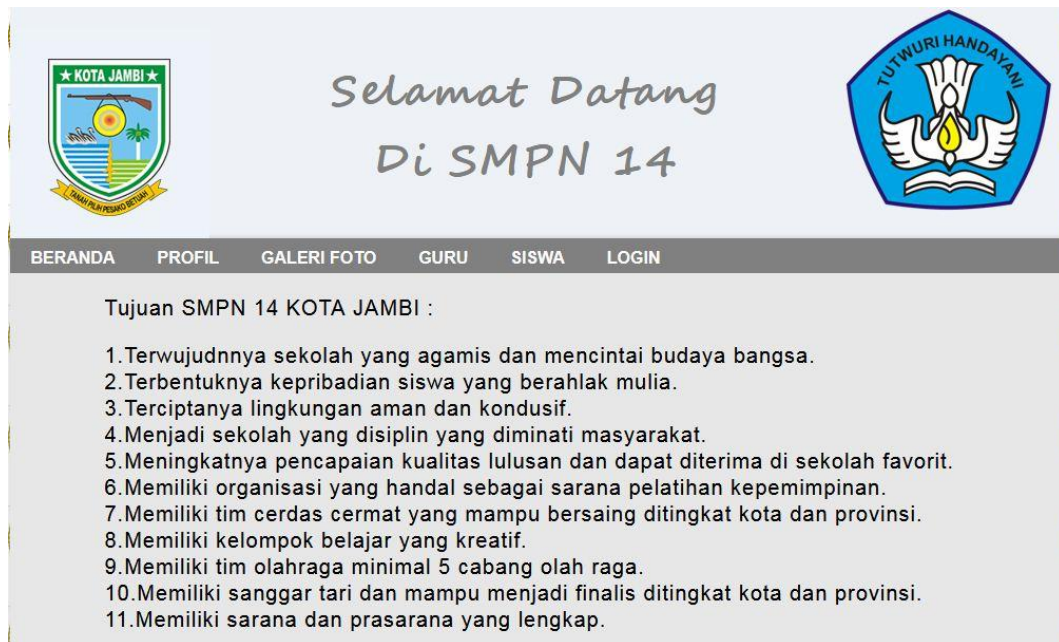 ★ KOTA JAMBI ★
TANAH PILIH PESAKO BETUAH
Selamat Datang
Di SMPN 14
TUTWURI HANDAYANI
BERANDA PROFIL GALERI FOTO GURU SISWA LOGIN
Tujuan SMPN 14 KOTA JAMBI :
1.Terwujudnnya sekolah yang agamis dan mencintai budaya bangsa.
2.Terbentuknya kepribadian siswa yang berahlak mulia.
3.Terciptanya lingkungan aman dan kondusif.
4.Menjadi sekolah yang disiplin yang diminati masyarakat.
5.Meningkatnya pencapaian kualitas lulusan dan dapat diterima di sekolah favorit.
6.Memiliki organisasi yang handal sebagai sarana pelatihan kepemimpinan.
7.Memiliki tim cerdas cermat yang mampu bersaing ditingkat kota dan provinsi.
8.Memiliki kelompok belajar yang kreatif.
9.Memiliki tim olahraga minimal 5 cabang olah raga.
10.Memiliki sanggar tari dan mampu menjadi finalis ditingkat kota dan provinsi.
11.Memiliki sarana dan prasarana yang lengkap.